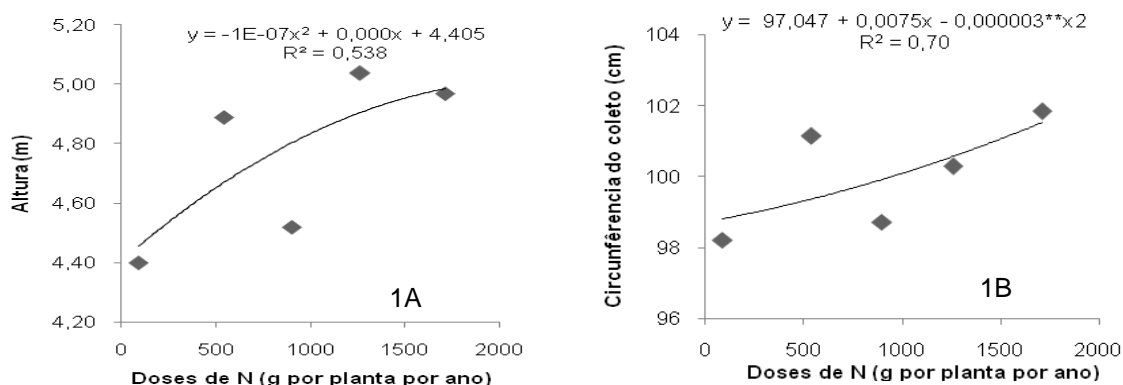 5,20
y = -1E-07x² + 0,000x + 4,405
R² = 0,538
5,00
4,80
4,60
4,40
4,20
Altura (m)
1A
0 500 1000 1500 2000
Doses de N (g por planta por ano)
y = 97,047 + 0,0075x - 0,000003**x2
R² = 0,70
104
102
100
98
96
Circunfêrencia do coleto (cm)
1B
0 500 1000 1500 2000
Doses de N (g por planta por ano)